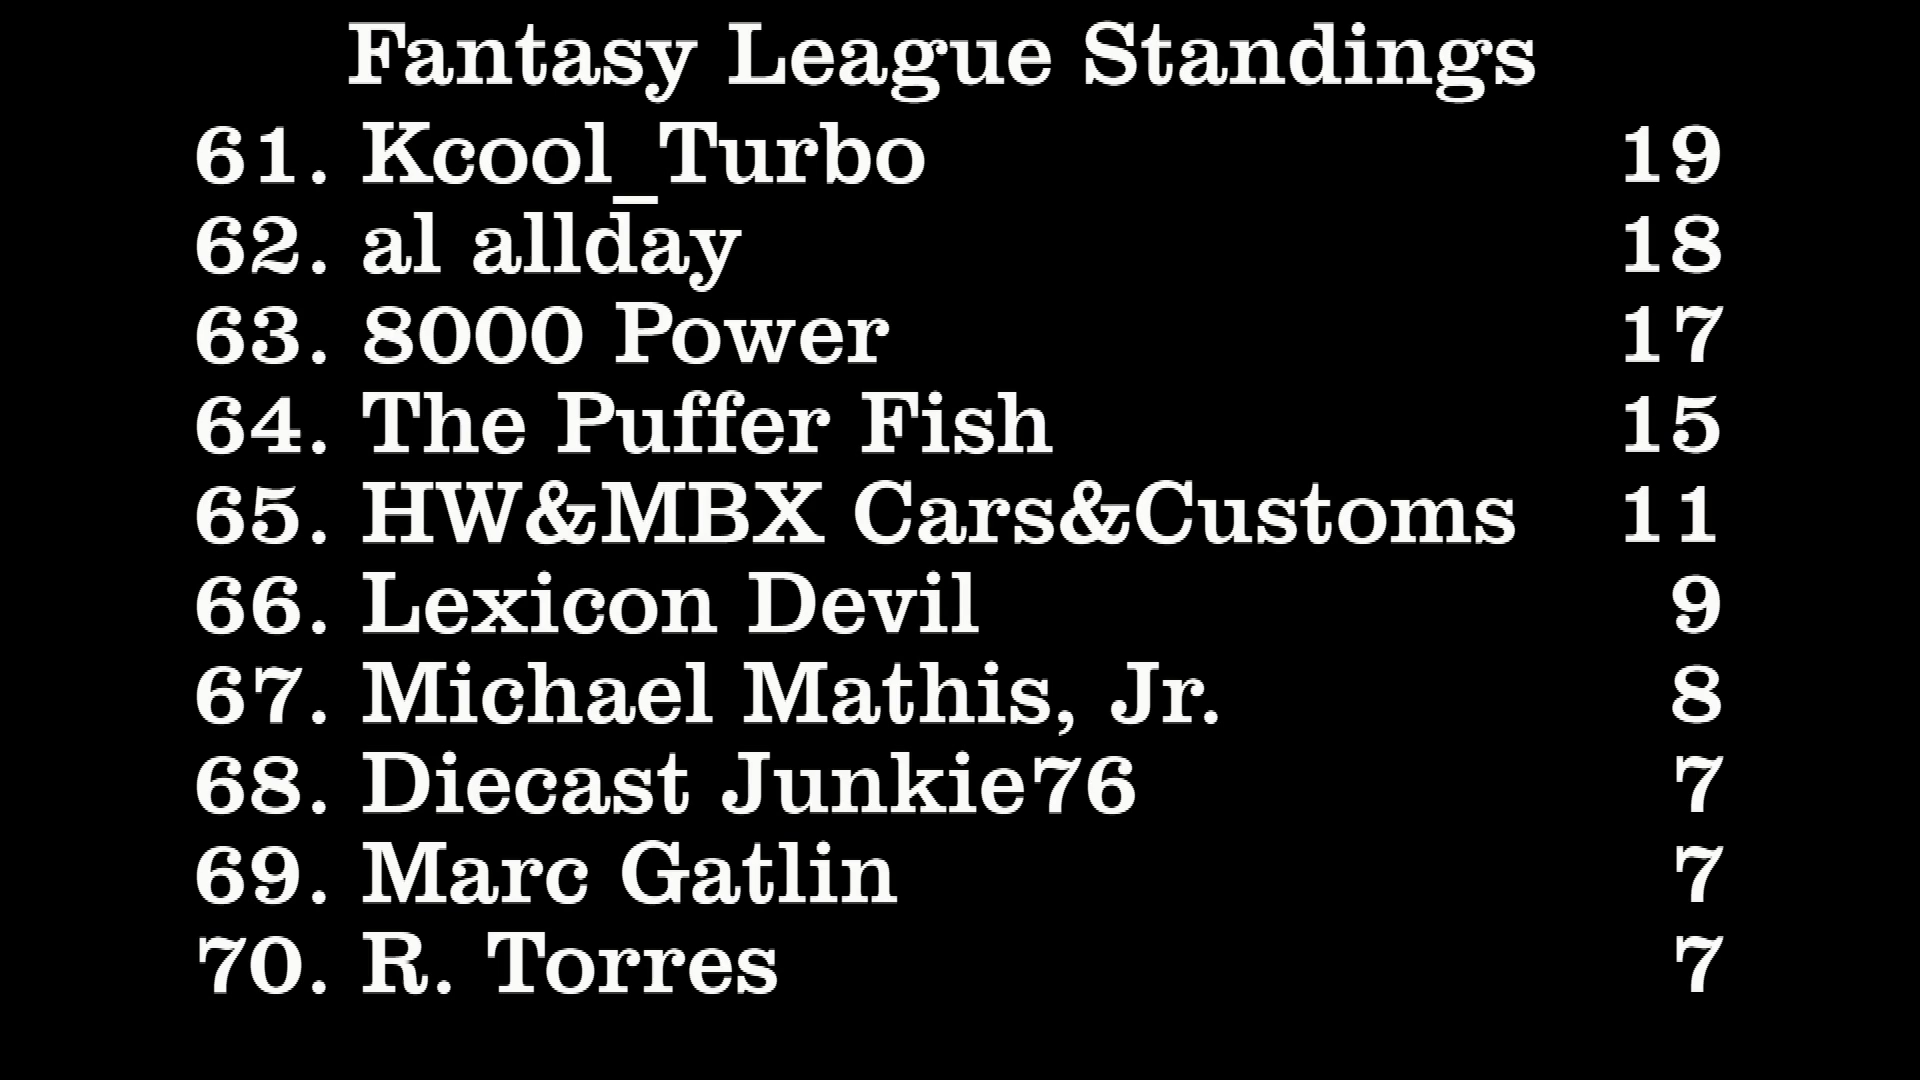 Fantasy League Standings
61. Kcool_Turbo 19
62. al allday 18
63. 8000 Power 17
64. The Puffer Fish 15
65. HW&MBX Cars&Customs 11
66. Lexicon Devil 9
67. Michael Mathis, Jr. 8
68. Diecast Junkie76 7
69. Marc Gatlin 7
70. R. Torres 7